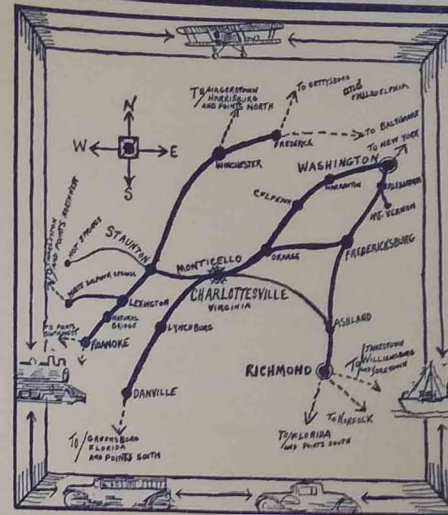 TO/HAGERSTOWN
HARRISBURG
AND POINTS NORTH
TO GETTYSBURG
AND
PHILADELPHIA
TO BALTIMORE
TO NEW YORK
N
W
E
S
WINCHESTER
FREDERICK
WASHINGTON
ALEXANDRIA
WARRENTON
MT. VERNON
CULPEPER
HOT SPRINGS
STAUNTON
MONTICELLO
ORANGE
FREDERICKSBURG
WHITE SULPHUR SPRINGS
CHARLOTTESVILLE
VIRGINIA
LEXINGTON
NATURAL
BRIDGE
LYNCHBURG
ASHLAND
TO POINTS
SOUTHWEST
ROANOKE
RICHMOND
TO
JAMESTOWN
WILLIAMSBURG
AND YORKTOWN
DANVILLE
TO NORFOLK
TO/FLORIDA
AND POINTS SOUTH
TO/GREENSBORO
FLORIDA
AND POINTS SOUTH